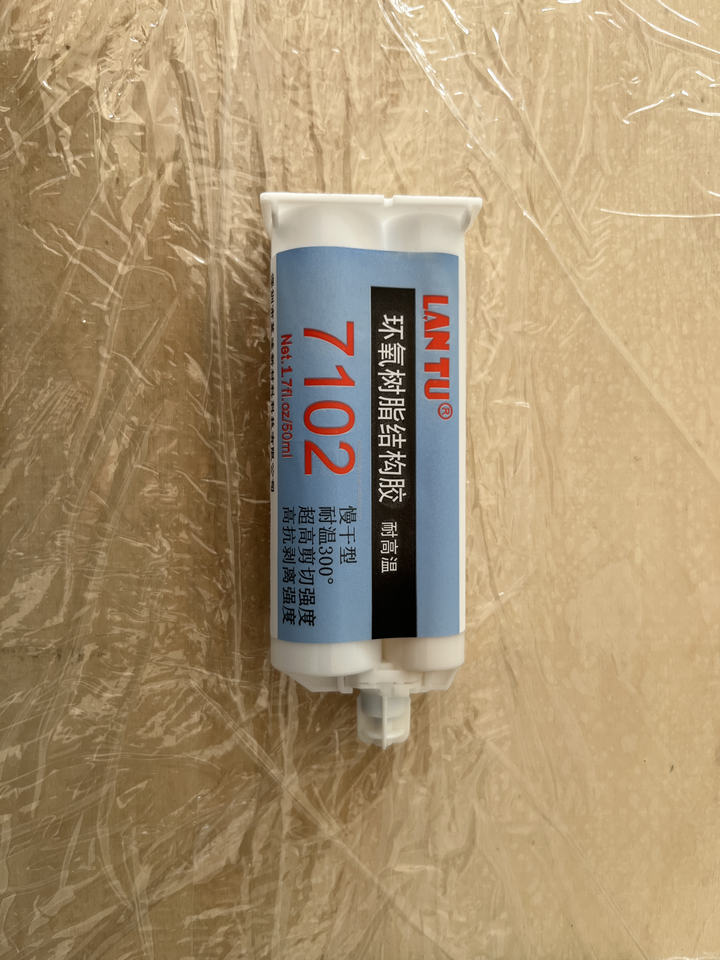 LANTU®
环氧树脂结构胶 耐高温
7102
Net.1.7fl.oz/50ml
慢干型
耐温300°
超高剪切强度
高抗剥离强度